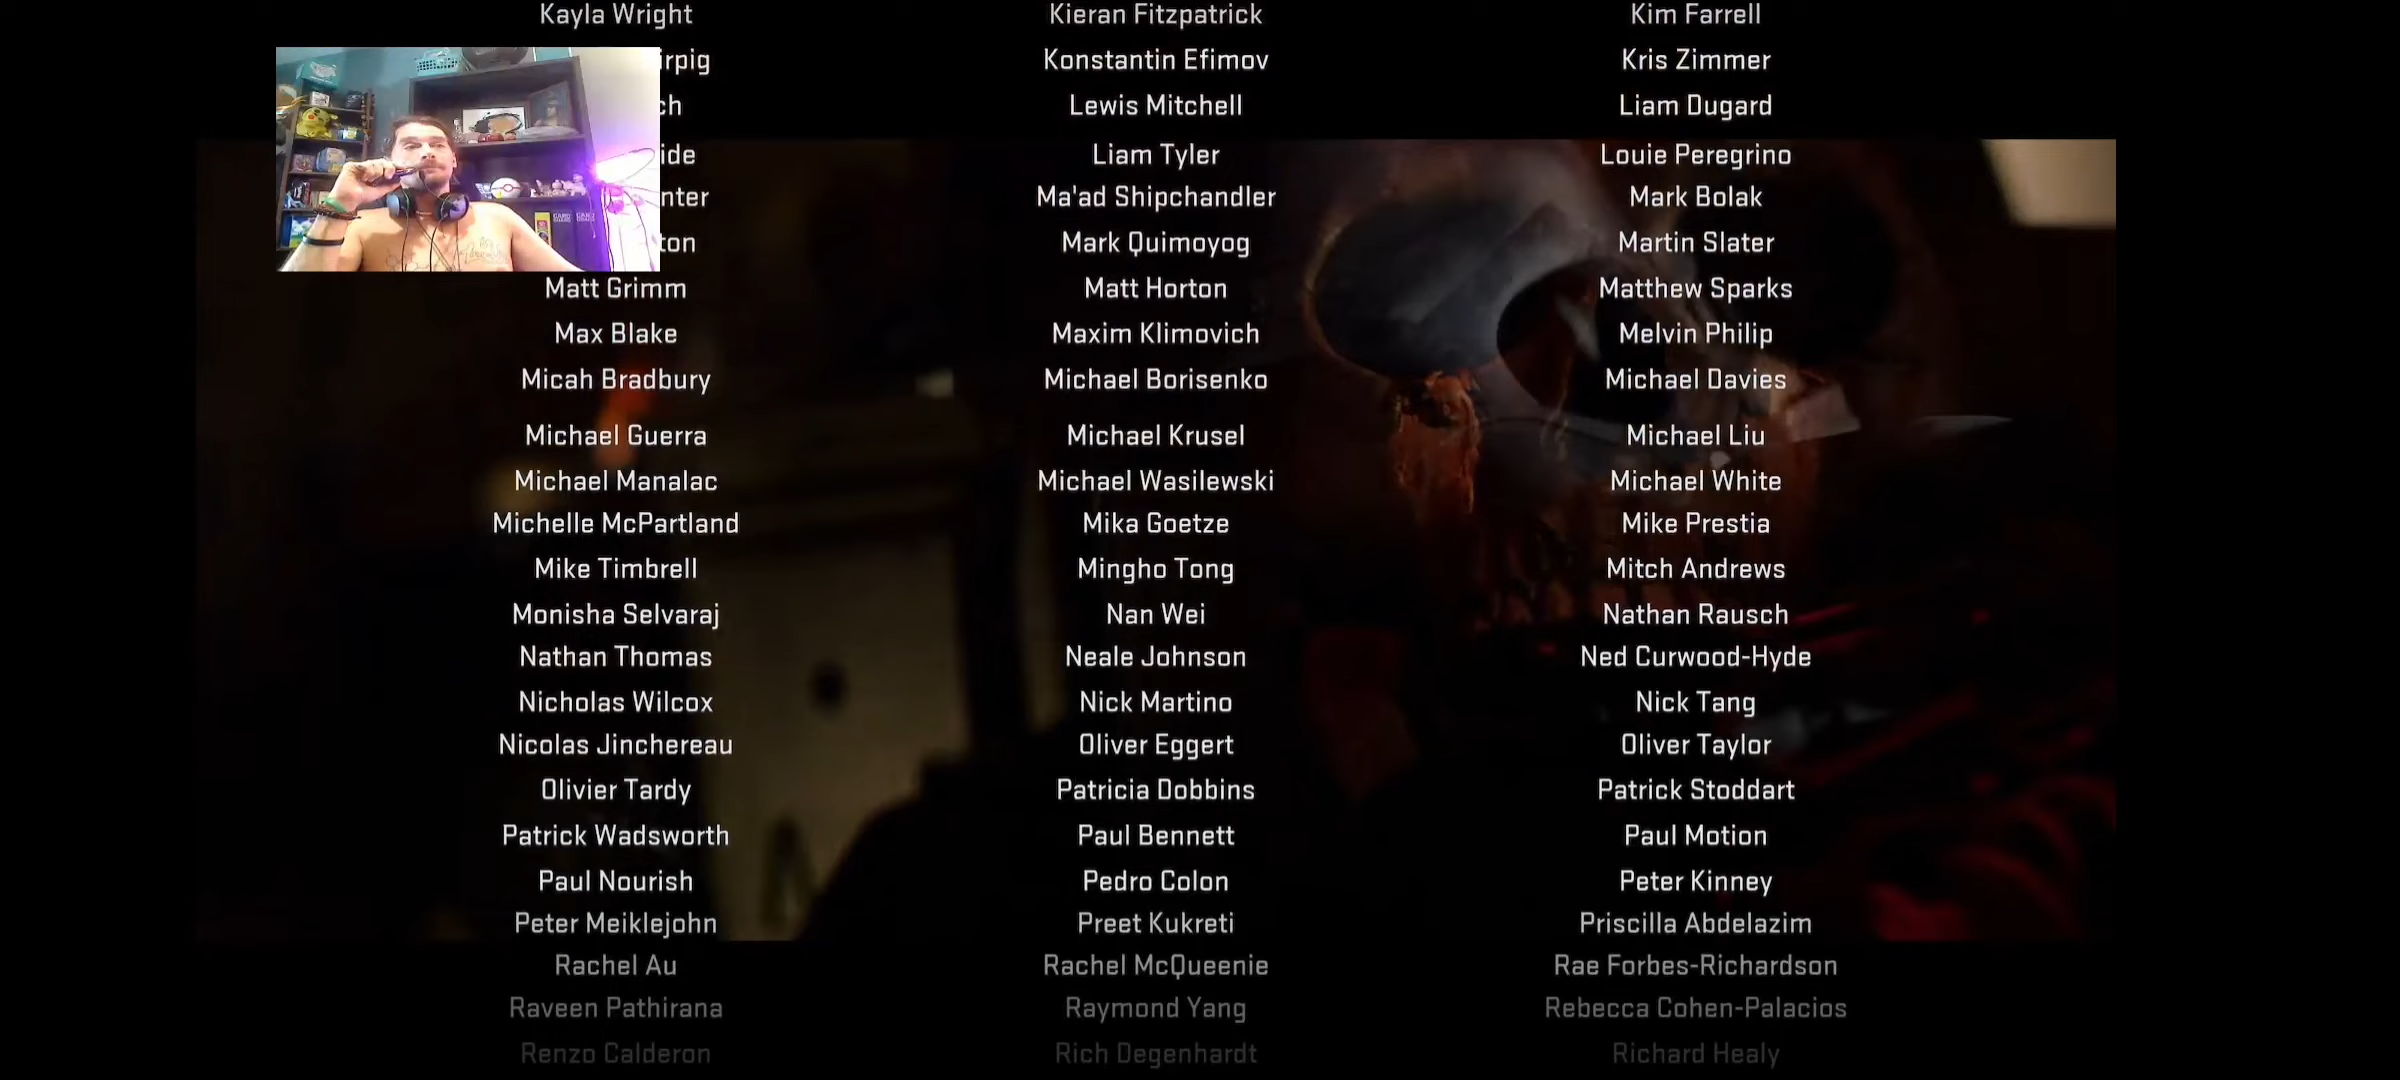 Kayla Wright Kieran Fitzpatrick Kim Farrell
Konstantin Efimov Kris Zimmer
Lewis Mitchell Liam Dugard
Liam Tyler Louie Peregrino
Ma'ad Shipchandler Mark Bolak
Mark Quimoyog Martin Slater
Matt Grimm Matt Horton Matthew Sparks
Max Blake Maxim Klimovich Melvin Philip
Micah Bradbury Michael Borisenko Michael Davies
Michael Guerra Michael Krusel Michael Liu
Michael Manalac Michael Wasilewski Michael White
Michelle McPartland Mika Goetze Mike Prestia
Mike Timbrell Mingho Tong Mitch Andrews
Monisha Selvaraj Nan Wei Nathan Rausch
Nathan Thomas Neale Johnson Ned Curwood-Hyde
Nicholas Wilcox Nick Martino Nick Tang
Nicolas Jinchereau Oliver Eggert Oliver Taylor
Olivier Tardy Patricia Dobbins Patrick Stoddart
Patrick Wadsworth Paul Bennett Paul Motion
Paul Nourish Pedro Colon Peter Kinney
Peter Meiklejohn Preet Kukreti Priscilla Abdelazim
Rachel Au Rachel McQueenie Rae Forbes-Richardson
Raveen Pathirana Raymond Yang Rebecca Cohen-Palacios
Renzo Calderon Rich Degenhardt Richard Healy